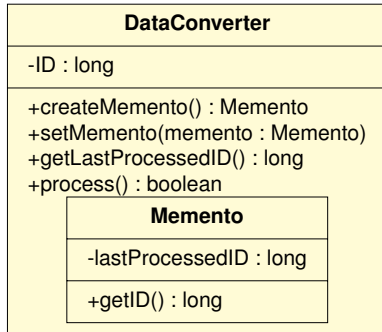 DataConverter
-ID : long
+createMemento() : Memento
+setMemento(memento : Memento)
+getLastProcessedID() : long
+process() : boolean
Memento
-lastProcessedID : long
+getID() : long